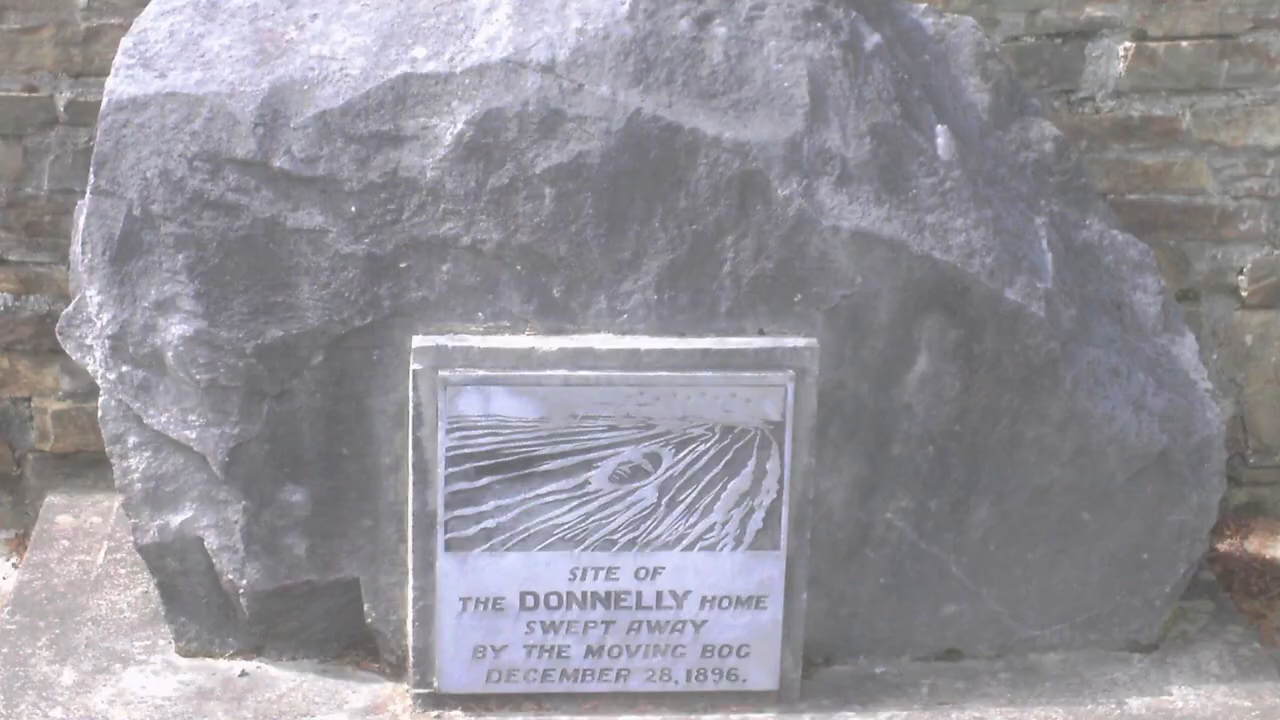 SITE OF
THE DONNELLY HOME
SWEPT AWAY
BY THE MOVING BOG
DECEMBER 28, 1896.